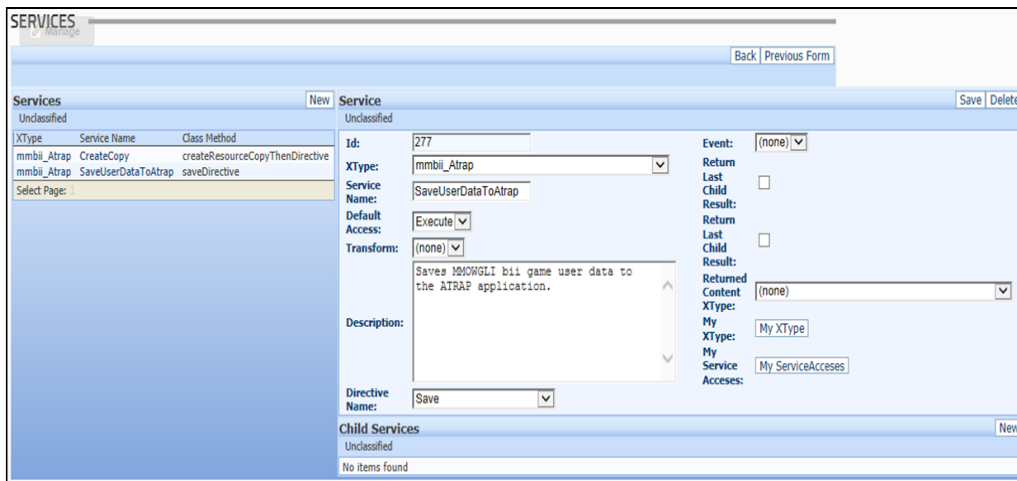 SERVICES
Manage
Back Previous Form
Services New
Unclassified
XType Service Name Class Method
mmbii_Atrap CreateCopy createResourceCopyThenDirective
mmbii_Atrap SaveUserDataToAtrap saveDirective
Select Page: 1
Service Save Delete
Unclassified
Id: 277
XType: mmbii_Atrap
Service
Name: SaveUserDataToAtrap
Default
Access: Execute
Transform: (none)
Description: Saves MMOWGLI bii game user data to
the ATRAP application.
Directive
Name: Save
Event: (none)
Return
Last
Child
Result:
Return
Last
Child
Result:
Returned
Content (none)
XType:
My
XType: My XType
My
Service My ServiceAcceses
Acceses:
Child Services New
Unclassified
No items found